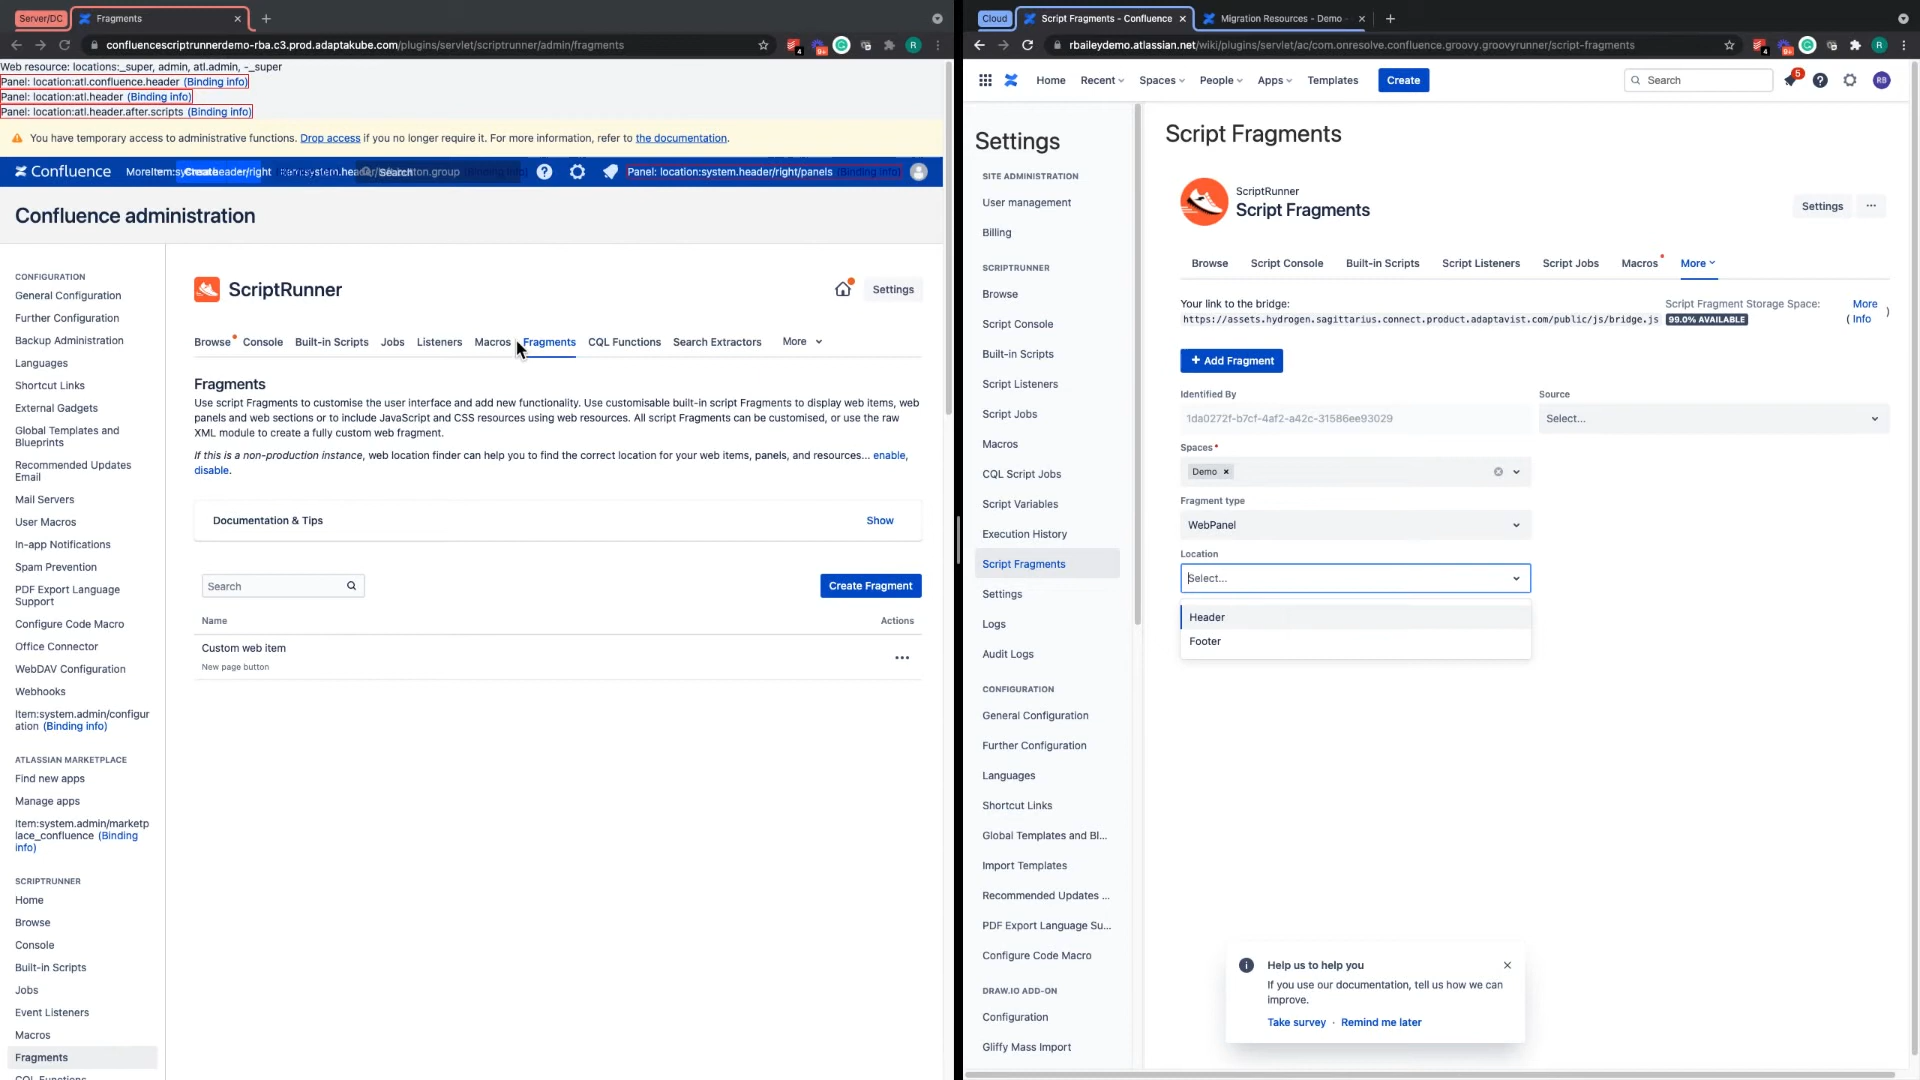 Server/DC
Fragments
confluencescriptrunnerdemo-rba.c3.prod.adaptakube.com/plugins/servlet/scriptrunner/admin/fragments
R
Web resource: locations:_super, admin, atl.admin, -_super
Panel: location:atl.confluence.header (Binding info)
Panel: location:atl.header (Binding info)
Panel: location:atl.header.after.scripts (Binding info)
You have temporary access to administrative functions. Drop access if you no longer require it. For more information, refer to the documentation.
Confluence
Create
Search
Panel: location:system.header/right/panels (Binding info)
Confluence administration
CONFIGURATION
General Configuration
Further Configuration
Backup Administration
Languages
Shortcut Links
External Gadgets
Global Templates and
Blueprints
Recommended Updates
Email
Mail Servers
User Macros
In-app Notifications
Spam Prevention
PDF Export Language
Support
Configure Code Macro
Office Connector
WebDAV Configuration
Webhooks
Item:system.admin/configur
ation (Binding info)
ATLASSIAN MARKETPLACE
Find new apps
Manage apps
Item:system.admin/marketp
lace_confluence (Binding
info)
SCRIPTRUNNER
Home
Browse
Console
Built-in Scripts
Jobs
Event Listeners
Macros
Fragments
CQL Functions
ScriptRunner
Settings
Browse Console Built-in Scripts Jobs Listeners Macros Fragments CQL Functions Search Extractors More
Fragments
Use script Fragments to customise the user interface and add new functionality. Use customisable built-in script Fragments to display web items, web
panels and web sections or to include JavaScript and CSS resources using web resources. All script Fragments can be customised, or use the raw
XML module to create a fully custom web fragment.
If this is a non-production instance, web location finder can help you to find the correct location for your web items, panels, and resources... enable,
disable.
Documentation & Tips
Show
Search
Create Fragment
Name
Actions
Custom web item
New page button
Cloud
Script Fragments - Confluence
Migration Resources - Demo
rbaileydemo.atlassian.net/wiki/plugins/servlet/ac/com.onresolve.confluence.groovy.groovyrunner/script-fragments
R
Home Recent Spaces People Apps Templates Create
Search
5
RB
Settings
SITE ADMINISTRATION
User management
Billing
SCRIPTRUNNER
Browse
Script Console
Built-in Scripts
Script Listeners
Script Jobs
Macros
CQL Script Jobs
Script Variables
Execution History
Script Fragments
Settings
Logs
Audit Logs
CONFIGURATION
General Configuration
Further Configuration
Languages
Shortcut Links
Global Templates and Bl...
Import Templates
Recommended Updates ...
PDF Export Language Su...
Configure Code Macro
DRAW.IO ADD-ON
Configuration
Gliffy Mass Import
Script Fragments
ScriptRunner
Script Fragments
Settings
Browse Script Console Built-in Scripts Script Listeners Script Jobs Macros More
Your link to the bridge:
https://assets.hydrogen.sagittarius.connect.product.adaptavist.com/public/js/bridge.js
Script Fragment Storage Space:
99.0% AVAILABLE
More
( Info )
+ Add Fragment
Identified By
1da0272f-b7cf-4af2-a42c-31586ee93029
Source
Select...
Spaces*
Demo
Fragment type
WebPanel
Location
Select...
Header
Footer
Help us to help you
If you use our documentation, tell us how we can
improve.
Take survey · Remind me later